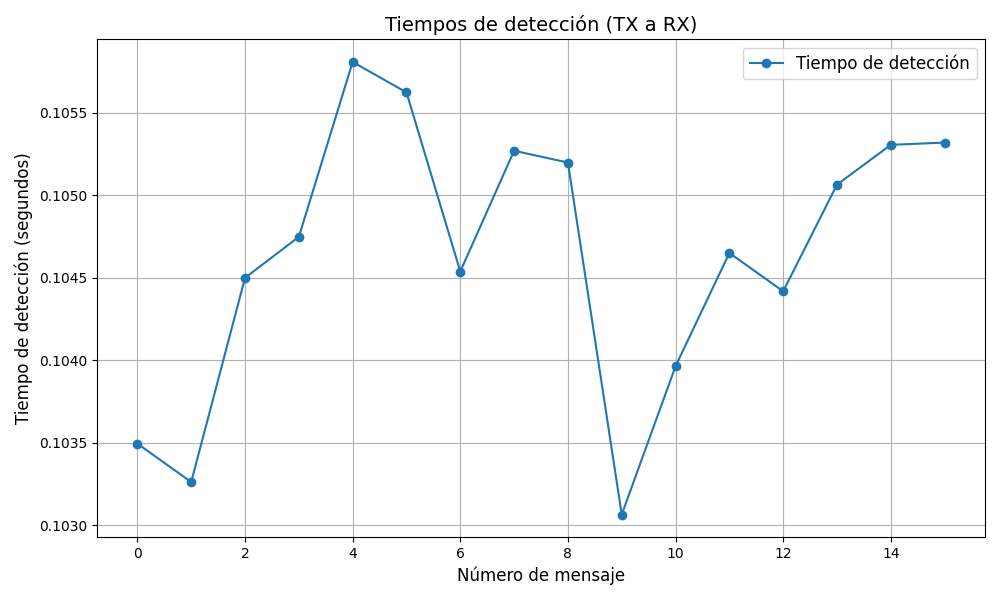 Tiempos de detección (TX a RX)
Tiempo de detección
Tiempo de detección (segundos)
0.1055
0.1050
0.1045
0.1040
0.1035
0.1030
0 2 4 6 8 10 12 14
Número de mensaje